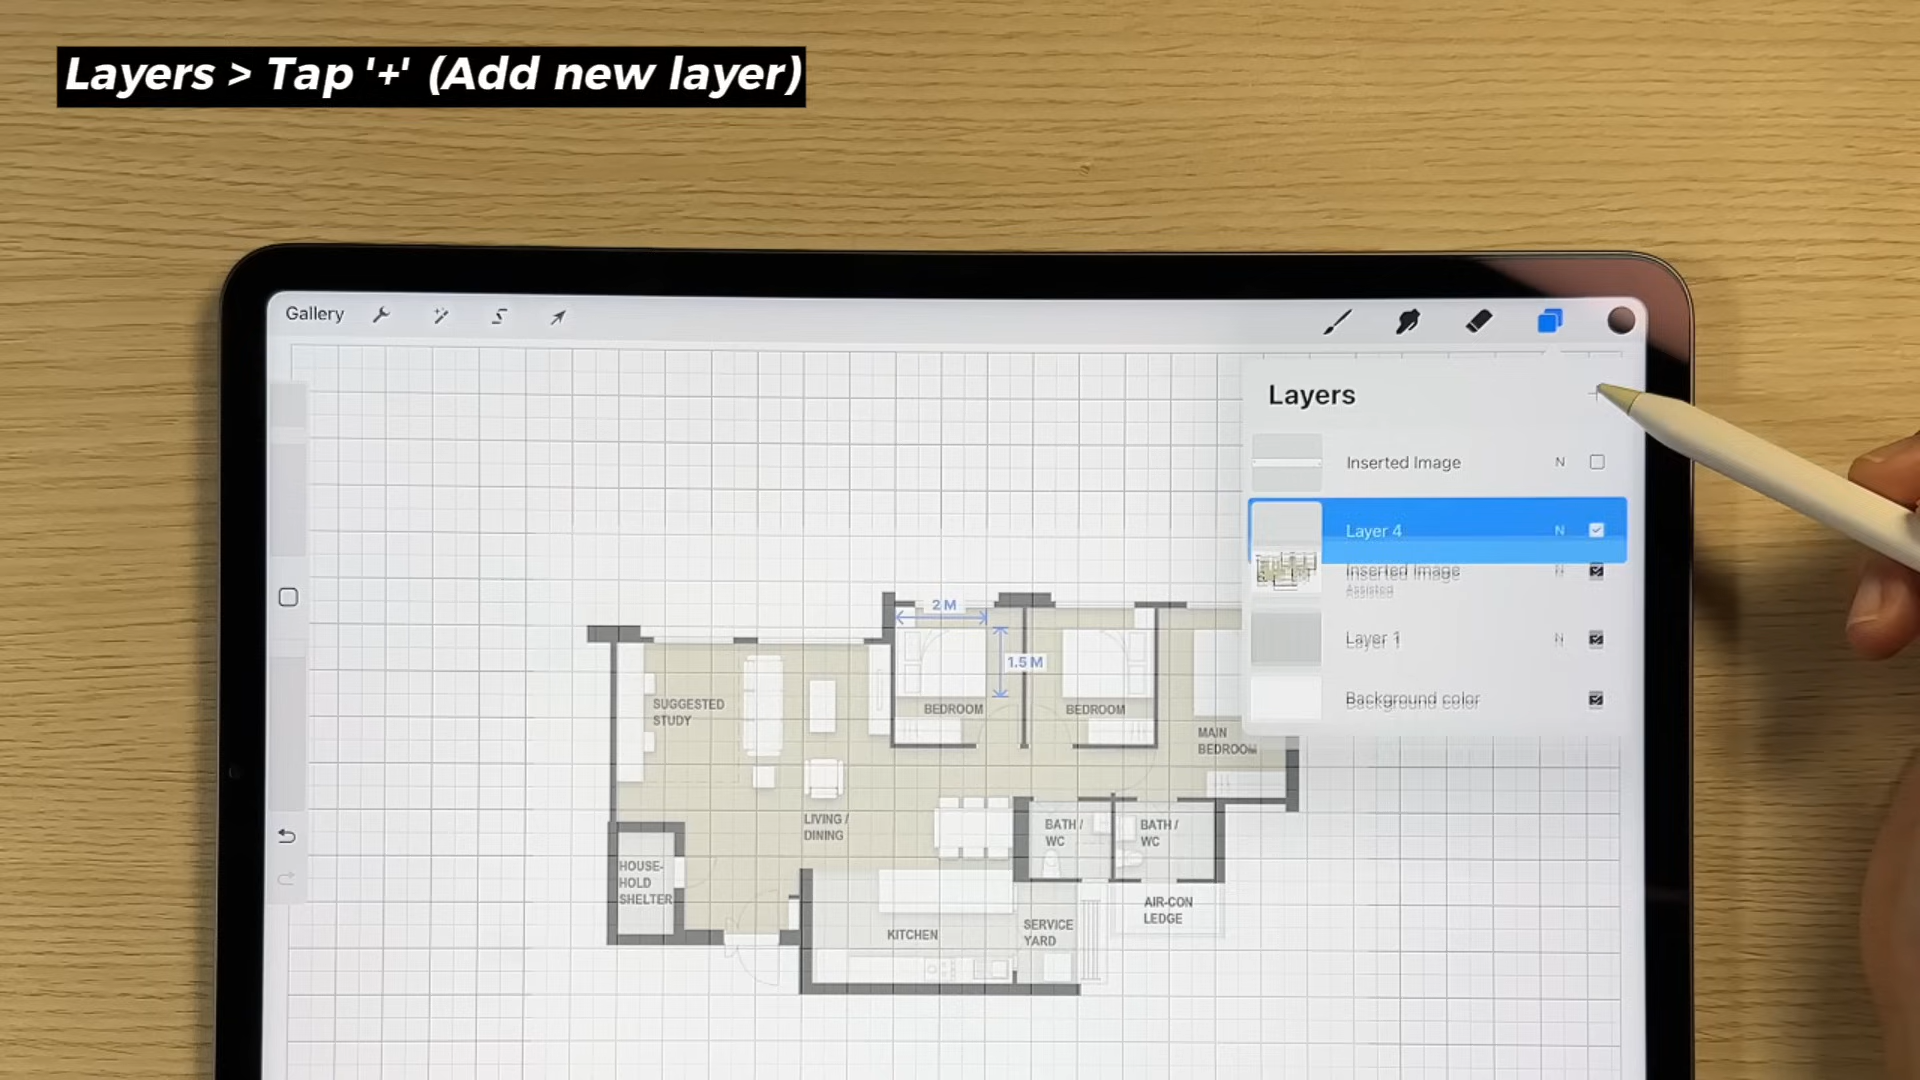 Layers > Tap '+' (Add new layer)
Gallery
Layers
Inserted Image N
Layer 4 N
Inserted Image N
Assisted
Layer 1 N
Background color
2 M
1.5 M
SUGGESTED
STUDY
BEDROOM
BEDROOM
MAIN
BEDROOM
LIVING /
DINING
BATH /
WC
BATH /
WC
HOUSE-
HOLD
SHELTER
AIR-CON
LEDGE
KITCHEN
SERVICE
YARD